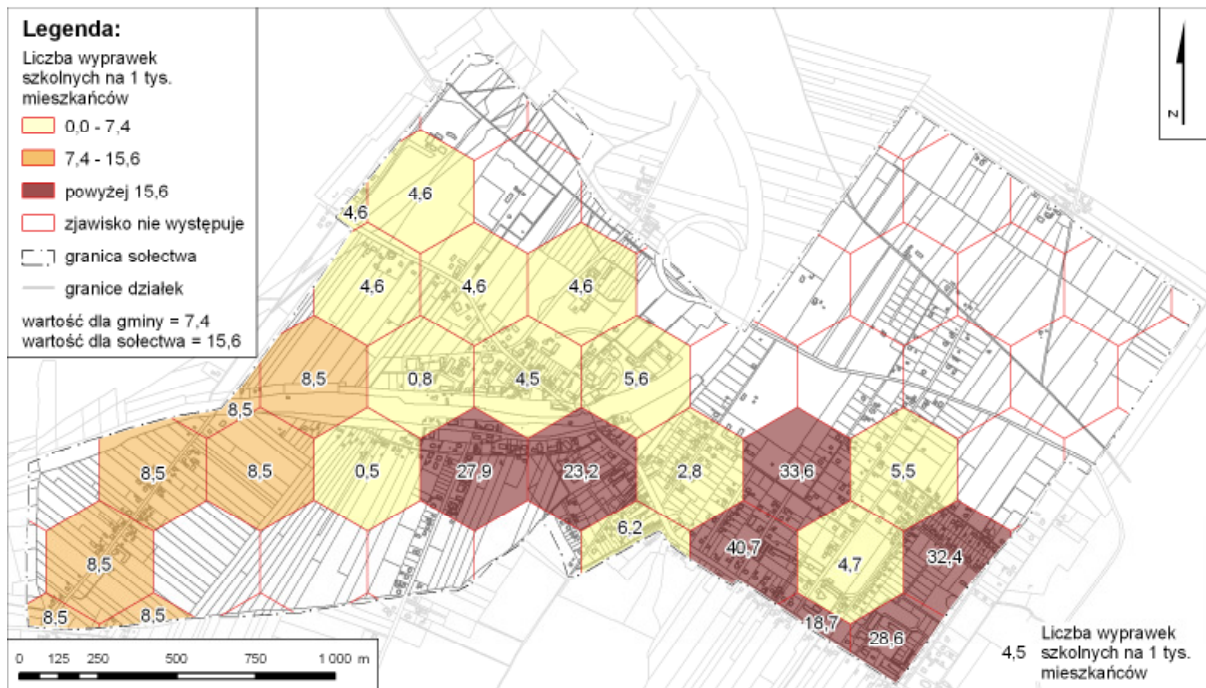 Legenda:
Liczba wyprawek
szkolnych na 1 tys.
mieszkańców
0,0 - 7,4
7,4 - 15,6
powyżej 15,6
zjawisko nie występuje
granica sołectwa
granice działek
wartość dla gminy = 7,4
wartość dla sołectwa = 15,6
N
4,6
4,6
4,6
4,6
4,6
8,5
0,8
4,5
5,6
8,5
8,5
8,5
0,5
27,9
23,2
2,8
33,6
5,5
6,2
8,5
40,7
4,7
32,4
8,5
8,5
18,7
28,6
0 125 250 500 750 1 000 m
4,5
Liczba wyprawek
szkolnych na 1 tys.
mieszkańców